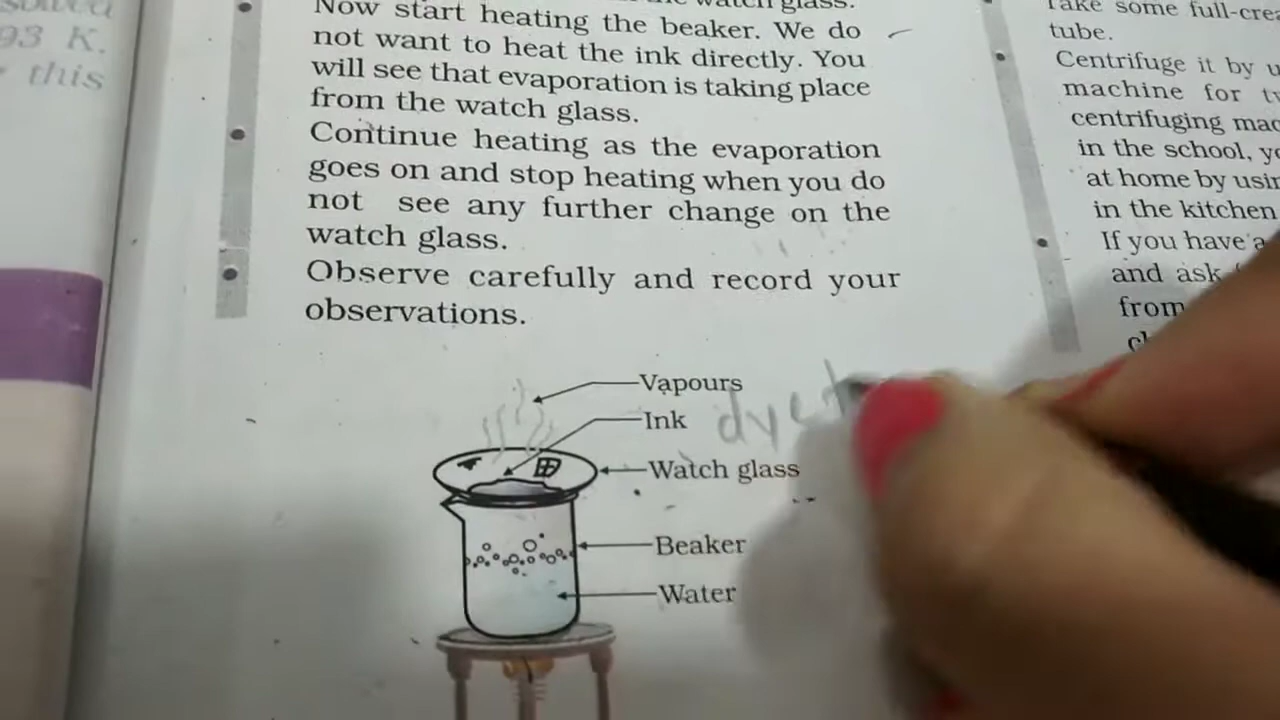 93 K.
this
watch glass.
Now start heating the beaker. We do
not want to heat the ink directly. You
will see that evaporation is taking place
from the watch glass.
Continue heating as the evaporation
goes on and stop heating when you do
not see any further change on the
watch glass.
Observe carefully and record your
observations.
Vapours
Ink
dye
Watch glass
Beaker
Water
Take some full-crea
tube.
Centrifuge it by u
machine for
centrifuging mac
in the school, yo
at home by usin
in the kitchen
If you have a
and ask
from